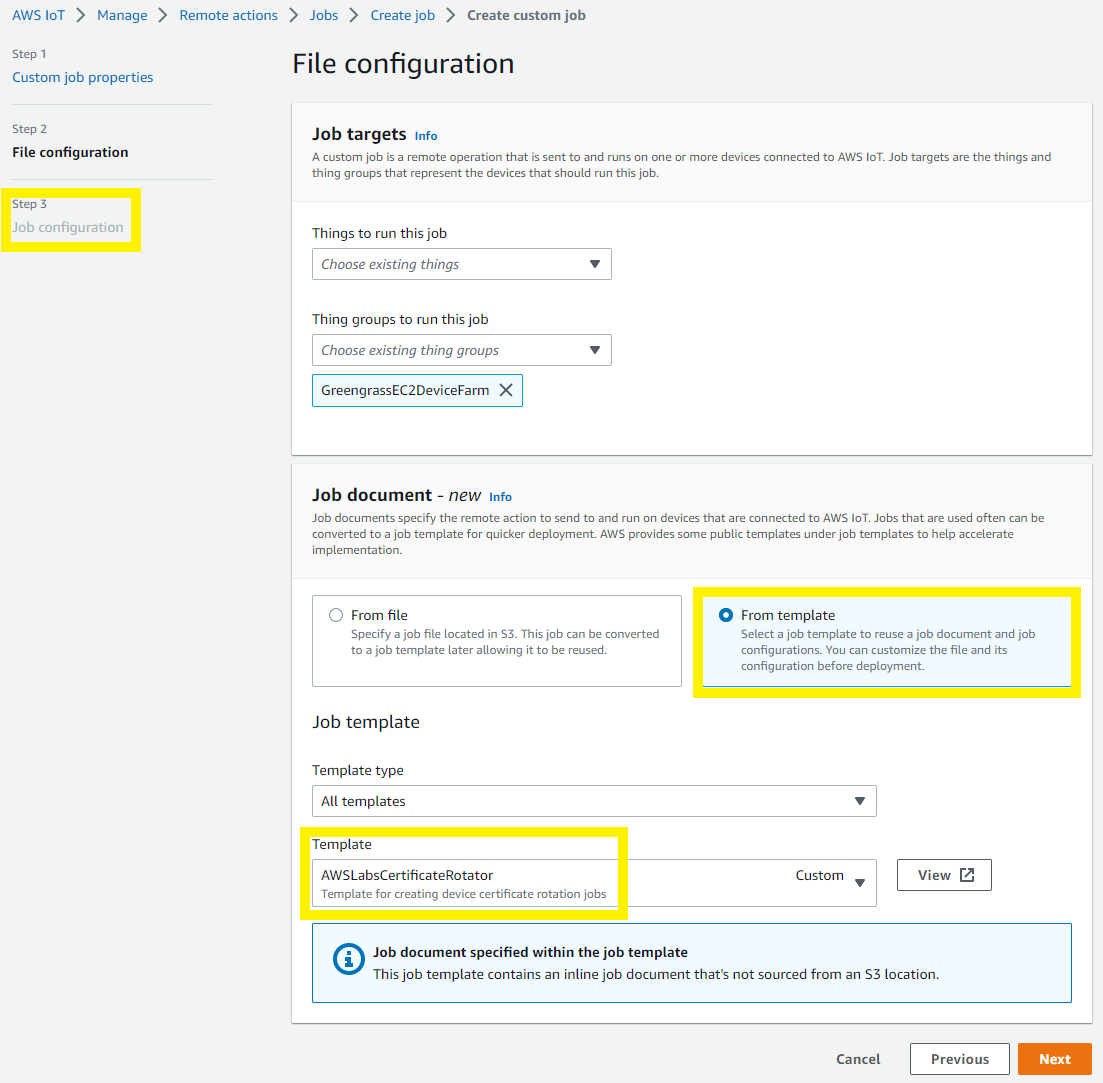 AWS IoT > Manage > Remote actions > Jobs > Create job > Create custom job
Step 1
Custom job properties
Step 2
File configuration
Step 3
Job configuration
File configuration
Job targets Info
A custom job is a remote operation that is sent to and runs on one or more devices connected to AWS IoT. Job targets are the things and
thing groups that represent the devices that should run this job.
Things to run this job
Choose existing things
Thing groups to run this job
Choose existing thing groups
GreengrassEC2DeviceFarm
Job document - new Info
Job documents specify the remote action to send to and run on devices that are connected to AWS IoT. Jobs that are used often can be
converted to a job template for quicker deployment. AWS provides some public templates under job templates to help accelerate
implementation.
From file
Specify a job file located in S3. This job can be converted
to a job template later allowing it to be reused.
From template
Select a job template to reuse a job document and job
configurations. You can customize the file and its
configuration before deployment.
Job template
Template type
All templates
Template
AWSLabsCertificateRotator Custom
Template for creating device certificate rotation jobs
View
Job document specified within the job template
This job template contains an inline job document that's not sourced from an S3 location.
Cancel Previous Next